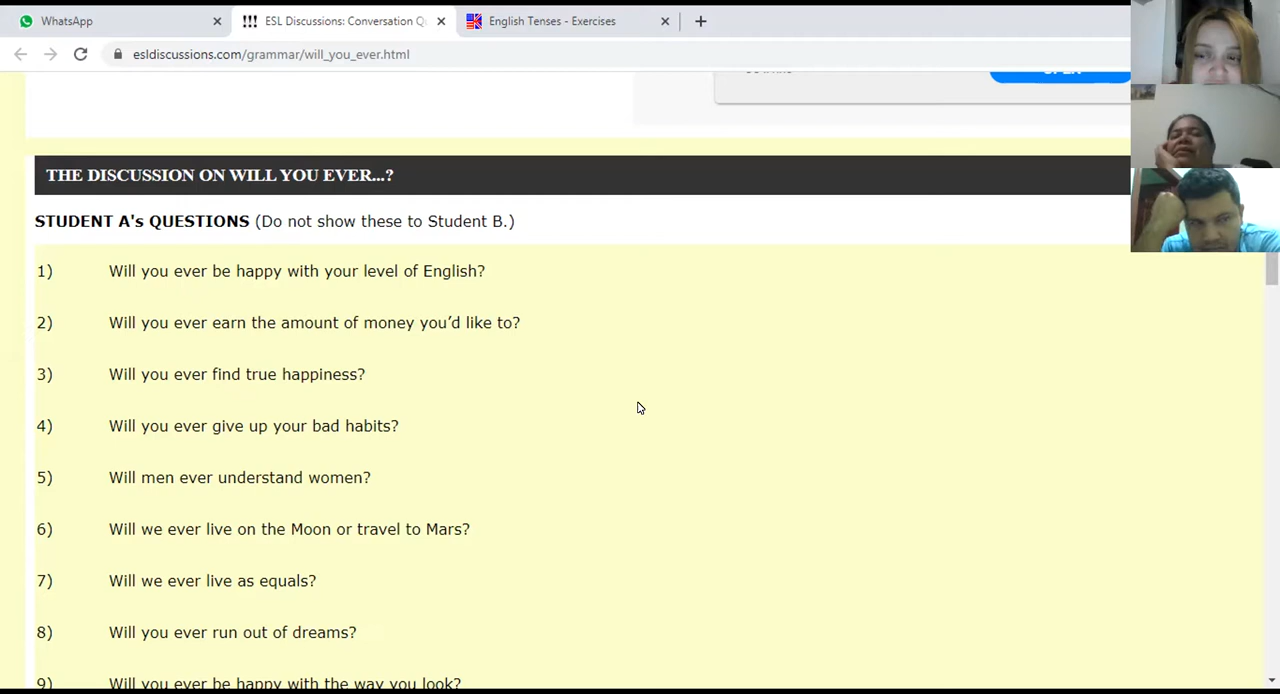 WhatsApp
ESL Discussions: Conversation Qu
English Tenses - Exercises
esldiscussions.com/grammar/will_you_ever.html
OPEN
THE DISCUSSION ON WILL YOU EVER...?
STUDENT A's QUESTIONS (Do not show these to Student B.)
1) Will you ever be happy with your level of English?
2) Will you ever earn the amount of money you’d like to?
3) Will you ever find true happiness?
4) Will you ever give up your bad habits?
5) Will men ever understand women?
6) Will we ever live on the Moon or travel to Mars?
7) Will we ever live as equals?
8) Will you ever run out of dreams?
9) Will you ever be happy with the way you look?